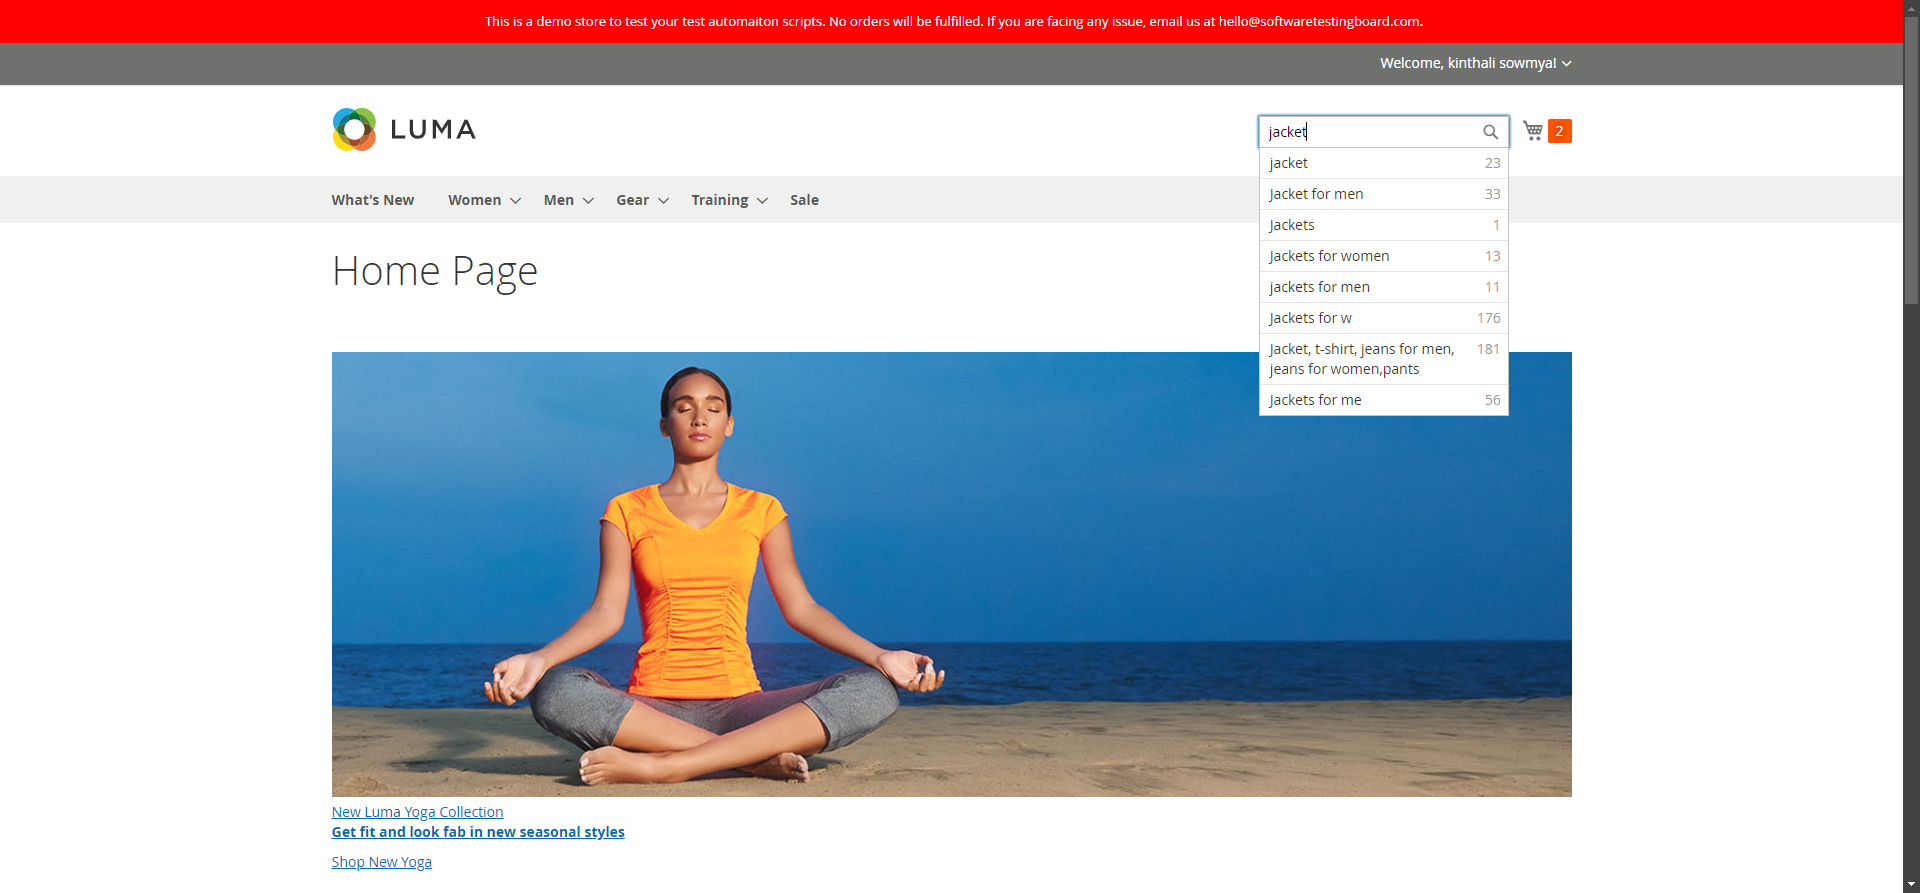 This is a demo store to test your test automaiton scripts. No orders will be fulfilled. If you are facing any issue, email us at hello@softwaretestingboard.com.
Welcome, kinthali sowmya!
LUMA
jacket
2
jacket 23
Jacket for men 33
Jackets 1
Jackets for women 13
jackets for men 11
Jackets for w 176
Jacket, t-shirt, jeans for men, 181
jeans for women,pants
Jackets for me 56
What's New Women Men Gear Training Sale
Home Page
New Luma Yoga Collection
Get fit and look fab in new seasonal styles
Shop New Yoga